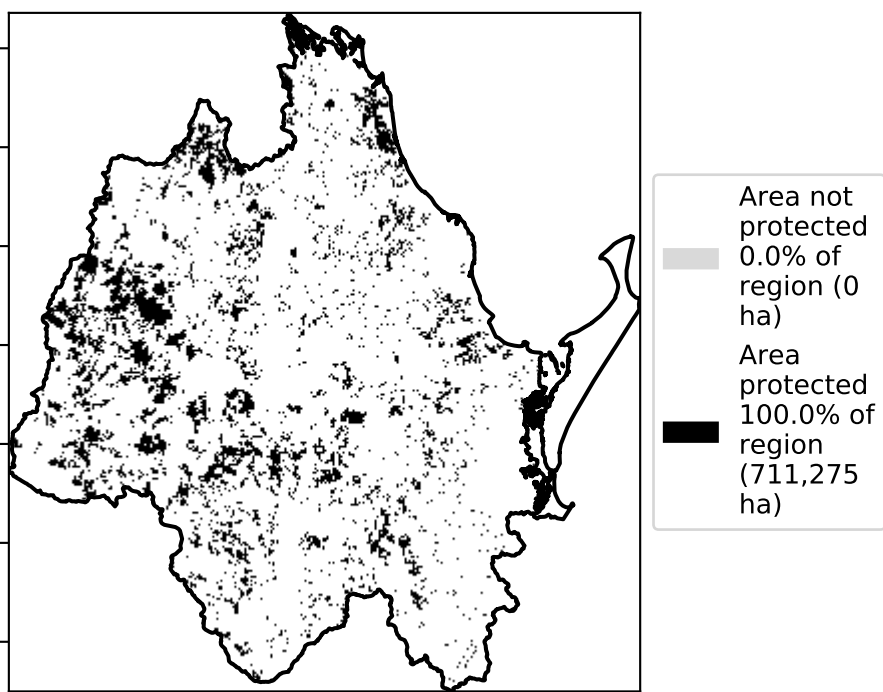 Area not
protected
0.0% of
region (0
ha)
Area
protected
100.0% of
region
(711,275
ha)